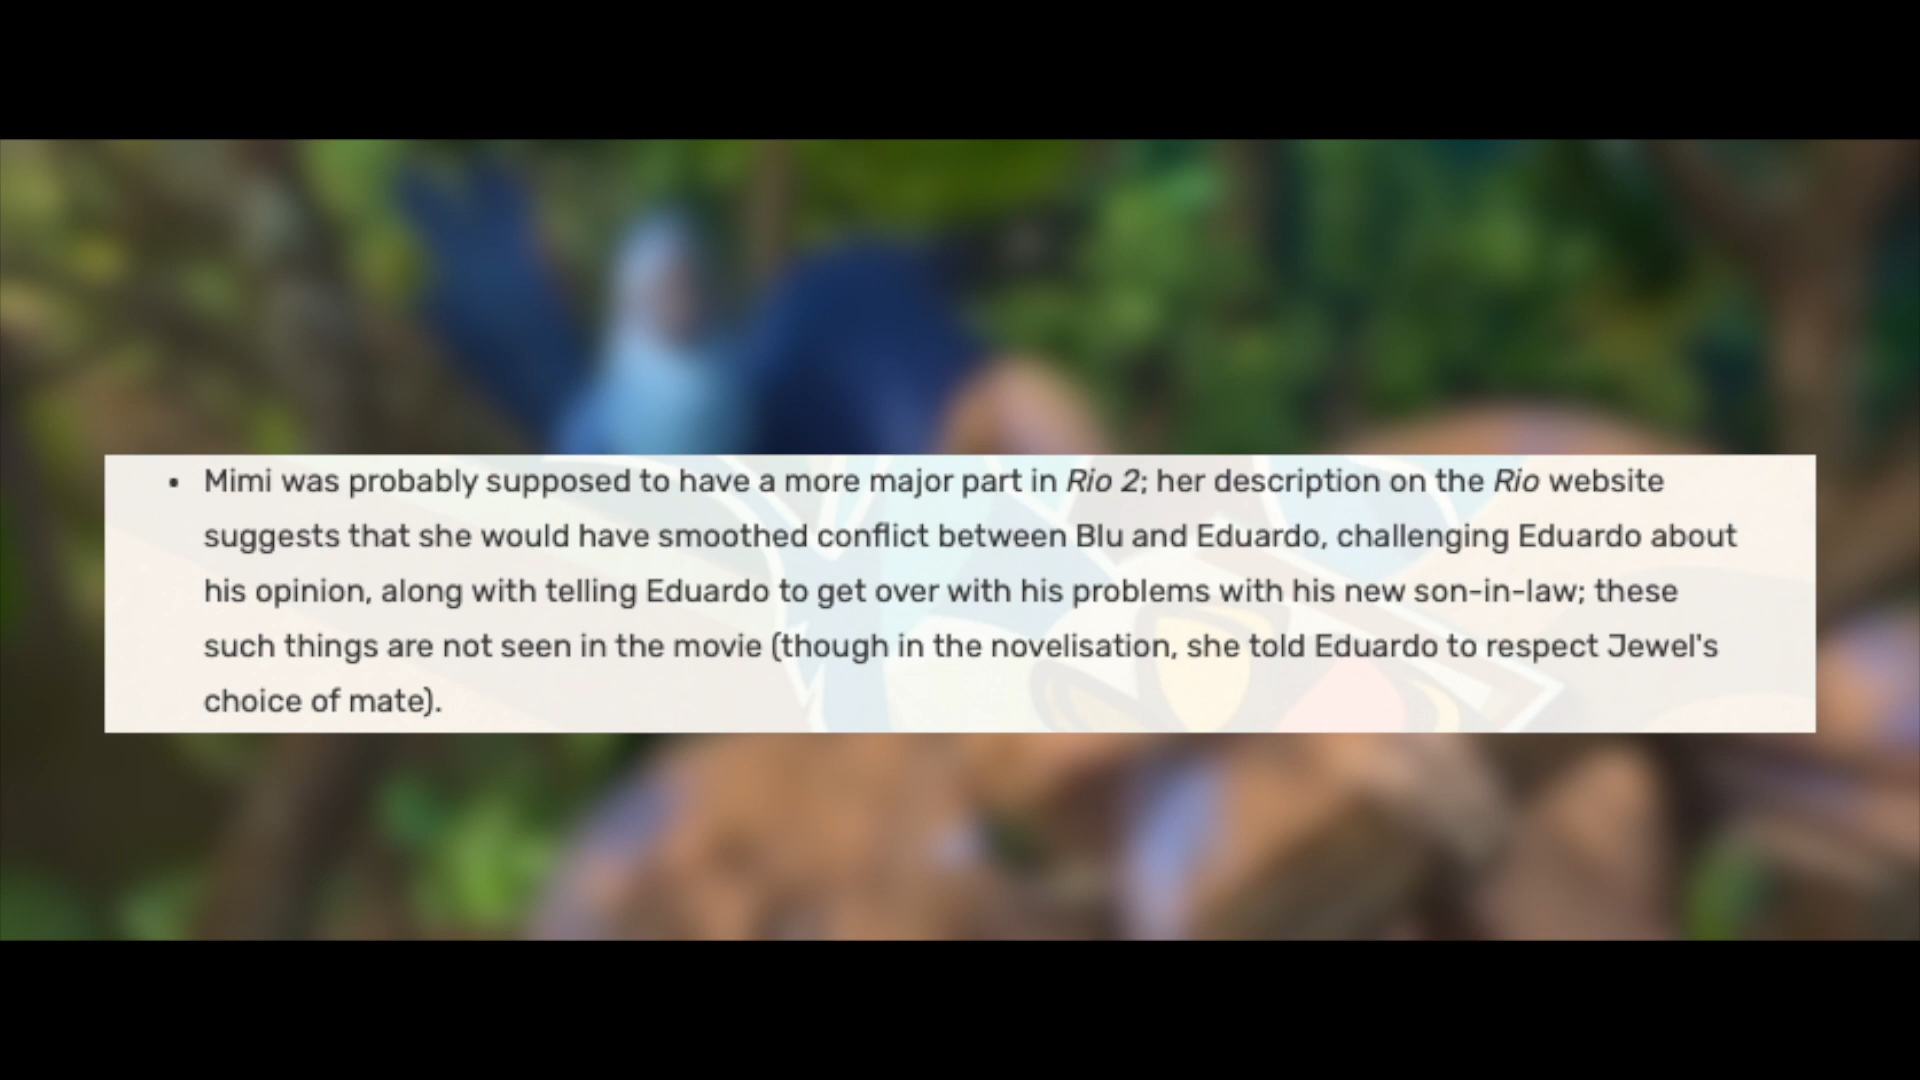 • Mimi was probably supposed to have a more major part in Rio 2; her description on the Rio website
suggests that she would have smoothed conflict between Blu and Eduardo, challenging Eduardo about
his opinion, along with telling Eduardo to get over with his problems with his new son-in-law; these
such things are not seen in the movie (though in the novelisation, she told Eduardo to respect Jewel's
choice of mate).